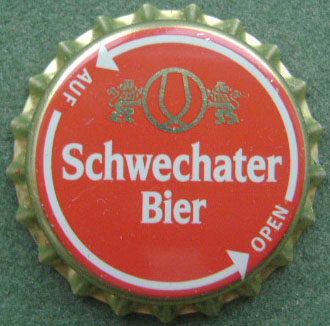 AUF
Schwechater
Bier
OPEN